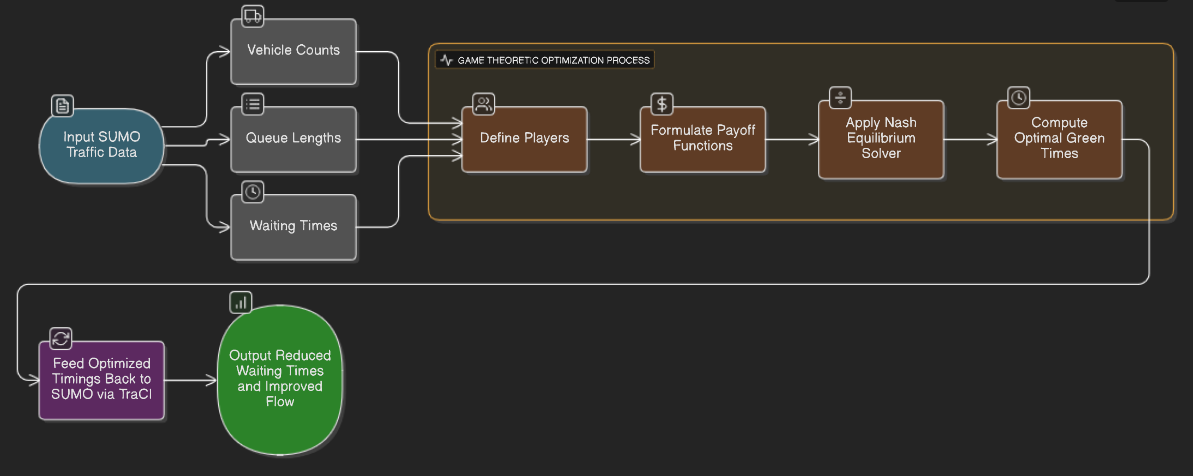 Vehicle Counts
GAME THEORETIC OPTIMIZATION PROCESS
Input SUMO
Traffic Data
Queue Lengths
Define Players
Formulate Payoff
Functions
Apply Nash
Equilibrium
Solver
Compute
Optimal Green
Times
Waiting Times
Feed Optimized
Timings Back to
SUMO via TraCI
Output Reduced
Waiting Times
and Improved
Flow